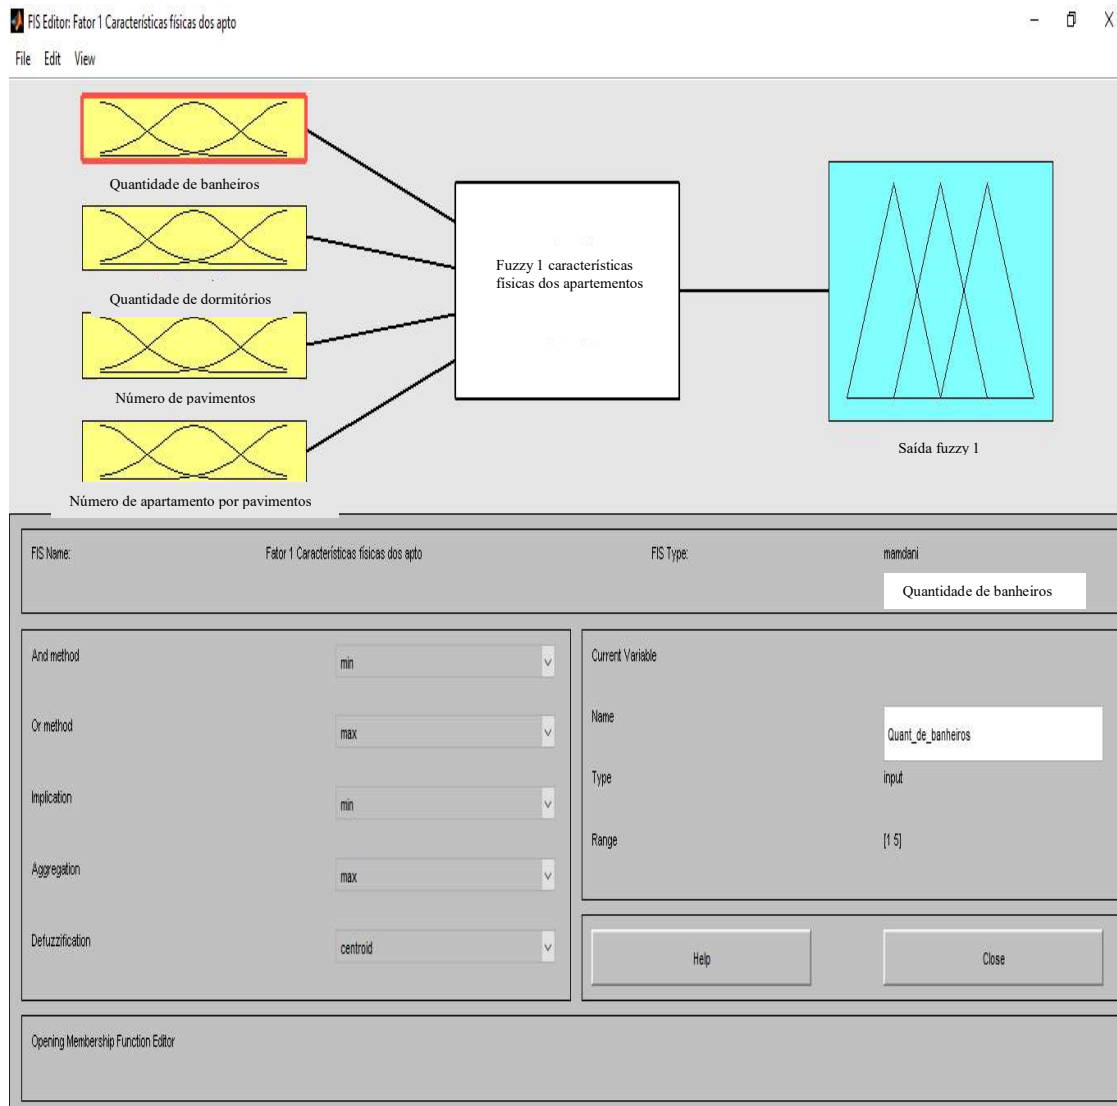 FIS Editor: Fator 1 Características físicas dos apto
File Edit View
Quantidade de banheiros
Quantidade de dormitórios
Número de pavimentos
Número de apartamento por pavimentos
Fuzzy 1 características
físicas dos apartementos
Saída fuzzy 1
FIS Name: Fator 1 Características físicas dos apto FIS Type: mamdani
Quantidade de banheiros
And method min
Or method max
Implication min
Aggregation max
Defuzzification centroid
Current Variable
Name Quant_de_banheiros
Type input
Range [1 5]
Help Close
Opening Membership Function Editor